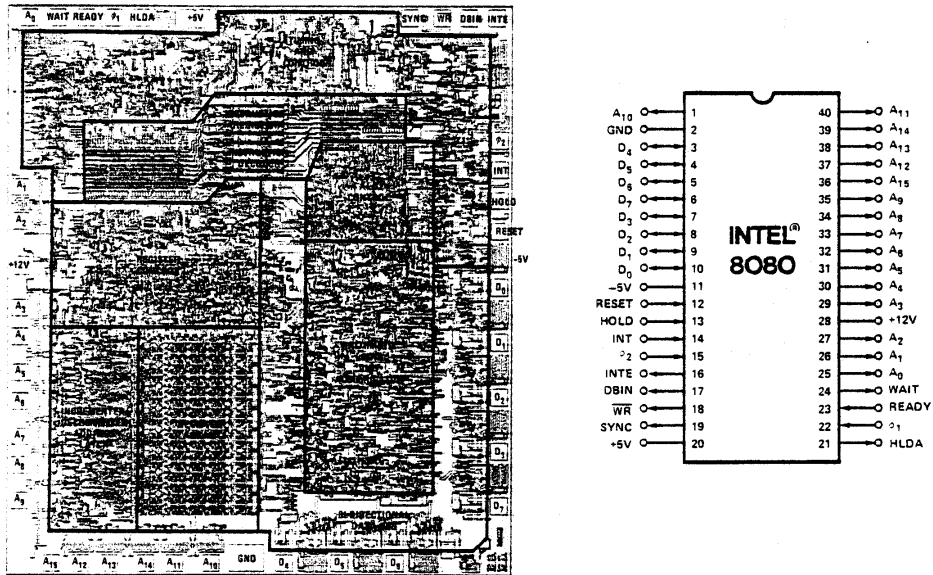 A0 WAIT READY φ1 HLDA +5V SYNC WR DBIN INTE
TIMING
AND
CONTROL
φ2
INT
HOLD
RESET
-5V
D0
D1
D2
D3
D7
A1
A2
+12V
A3
A4
A5
A6
A7
A8
A9
REGISTER
INCREMENTER
DECREMENTER
BI-DIRECTIONAL
A15 A12 A13 A14 A11 A10 GND D4 D5 D6
INTEL®
8080
A10 1 40 A11
GND 2 39 A14
D4 3 38 A13
D5 4 37 A12
D6 5 36 A15
D7 6 35 A9
D3 7 34 A8
D2 8 33 A7
D1 9 32 A6
D0 10 31 A5
-5V 11 30 A4
RESET 12 29 A3
HOLD 13 28 +12V
INT 14 27 A2
φ2 15 26 A1
INTE 16 25 A0
DBIN 17 24 WAIT
WR 18 23 READY
SYNC 19 22 φ1
+5V 20 21 HLDA